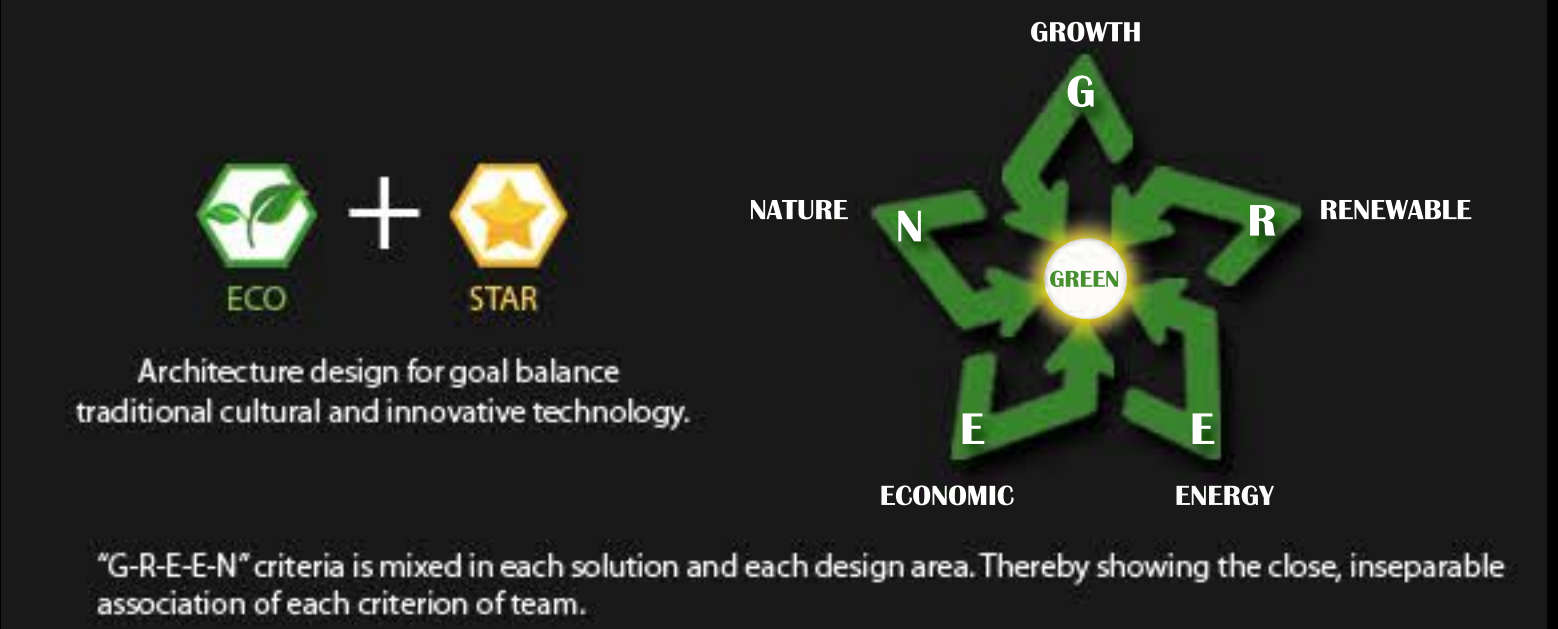 ECO
STAR
Architecture design for goal balance
traditional cultural and innovative technology.
GROWTH
G
NATURE
N
R
RENEWABLE
GREEN
E
E
ECONOMIC
ENERGY
“G-R-E-E-N” criteria is mixed in each solution and each design area. Thereby showing the close, inseparable
association of each criterion of team.